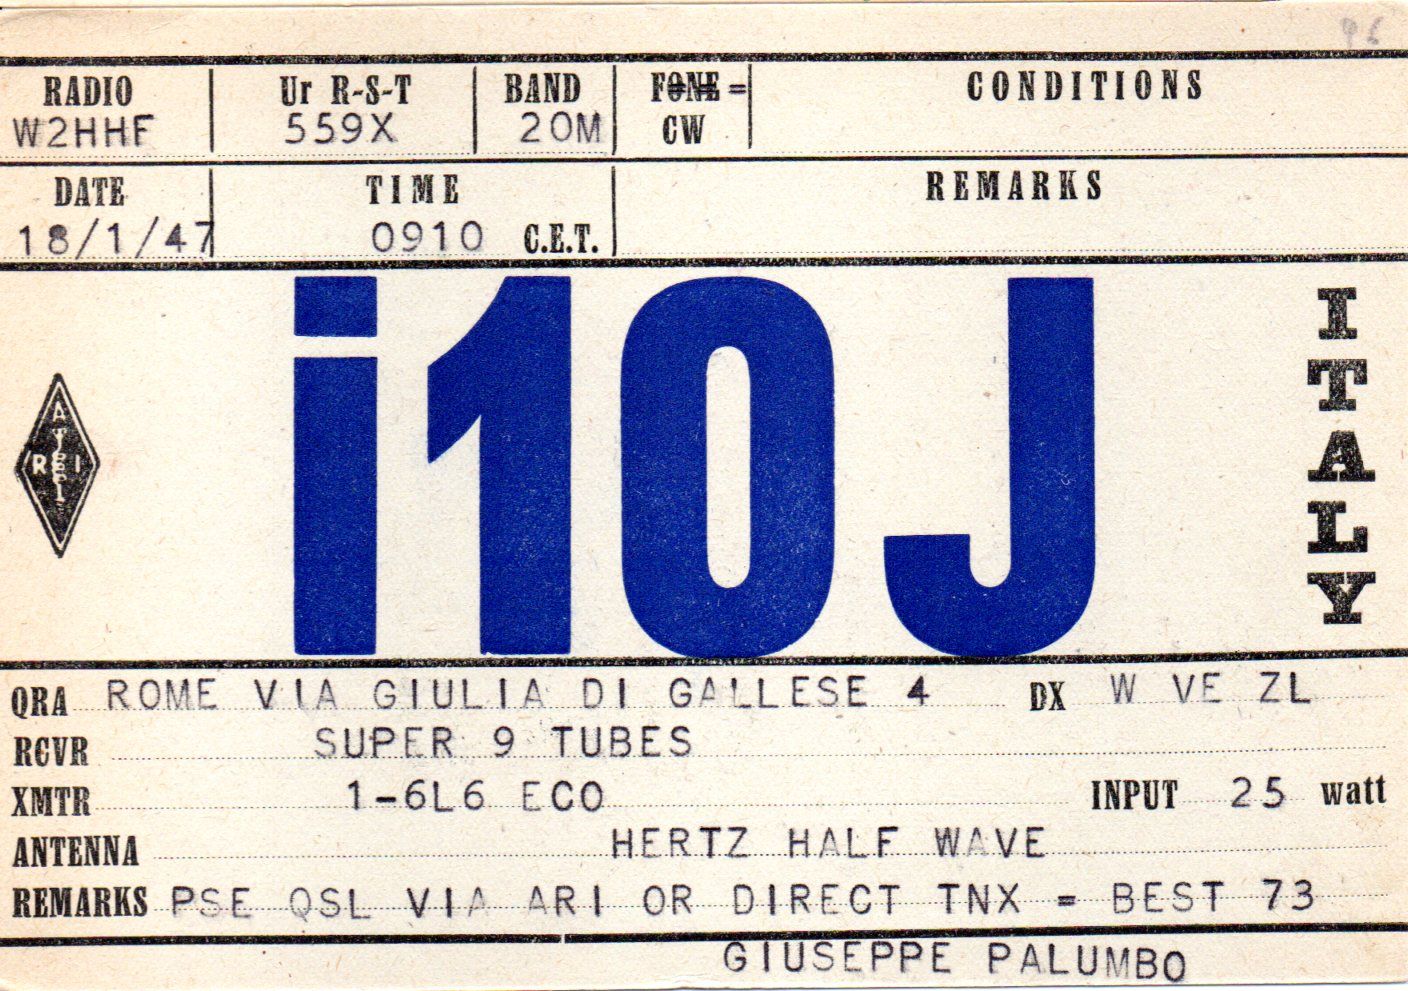 96
RADIO Ur R-S-T BAND FONE = CONDITIONS
W2HHF 559X 20M CW
DATE TIME REMARKS
18/1/47 0910 C.E.T.
i1OJ
ITALY
A
R I
QRA ROME VIA GIULIA DI GALLESE 4 DX W VE ZL
RCVR SUPER 9 TUBES
XMTR 1-6L6 ECO INPUT 25 watt
ANTENNA HERTZ HALF WAVE
REMARKS PSE QSL VIA ARI OR DIRECT TNX = BEST 73
GIUSEPPE PALUMBO